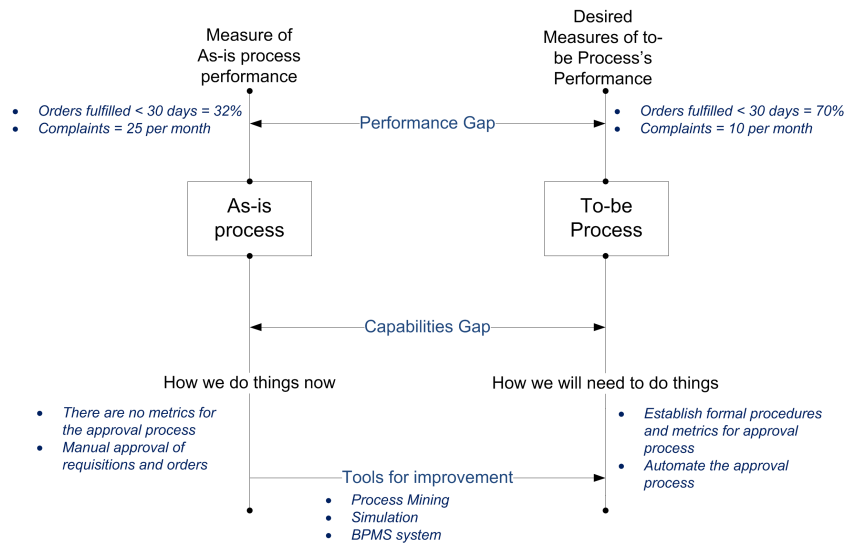 Measure of
As-is process
performance
Desired
Measures of to-
be Process's
Performance
• Orders fulfilled < 30 days = 32%
• Complaints = 25 per month
Performance Gap
• Orders fulfilled < 30 days = 70%
• Complaints = 10 per month
As-is
process
To-be
Process
Capabilities Gap
How we do things now
How we will need to do things
• There are no metrics for
the approval process
• Manual approval of
requisitions and orders
• Establish formal procedures
and metrics for approval
process
• Automate the approval
process
Tools for improvement
• Process Mining
• Simulation
• BPMS system